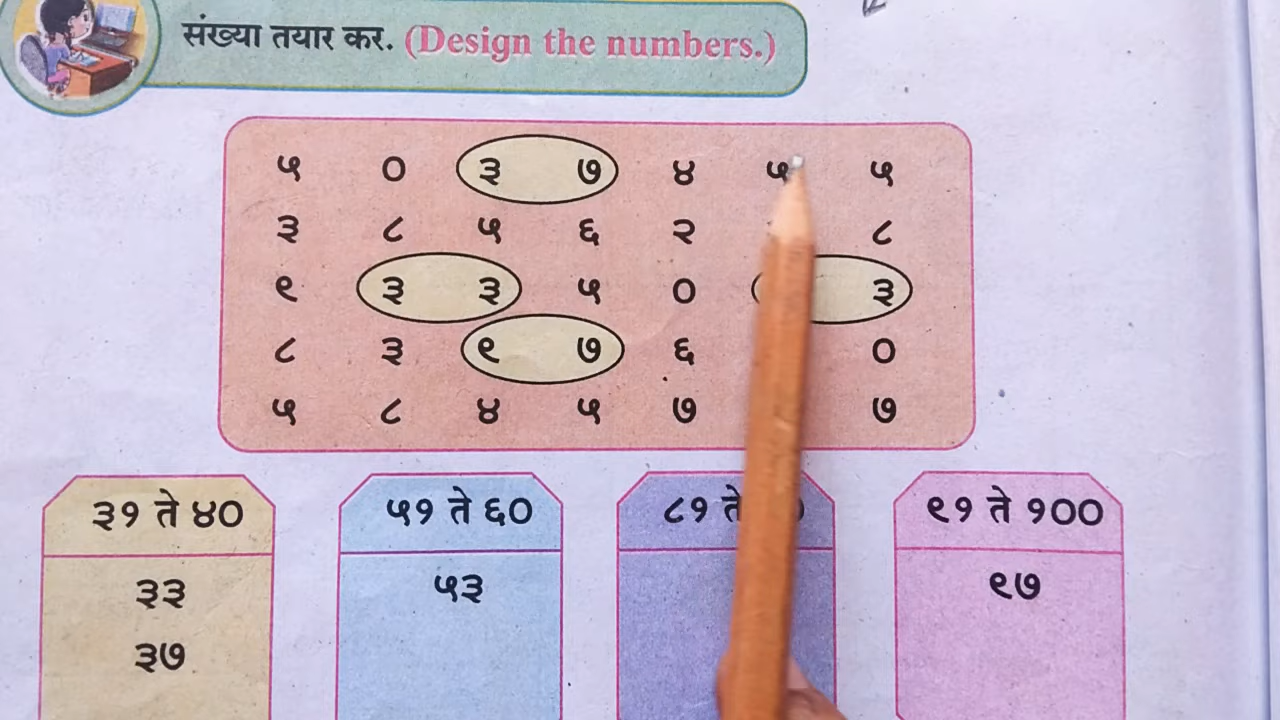 संख्या तयार कर. (Design the numbers.)
५ ० ३ ७ ४ ५ ५
३ ८ ५ ६ २ ८
९ ३ ३ ५ ० ३
८ ३ ९ ७ ६ ०
५ ८ ४ ५ ७ ७
३१ ते ४० ५१ ते ६० ८१ ते ९१ ते १००
३३ ५३ ९७
३७